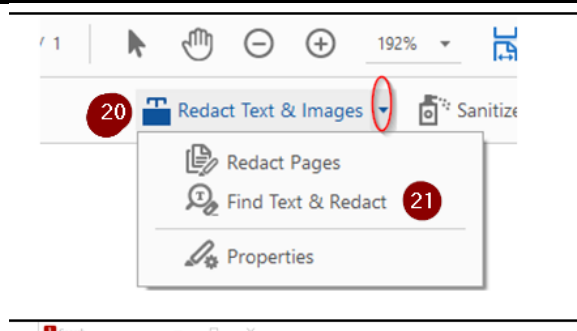 / 1 192%
20 Redact Text & Images Sanitize
Redact Pages
Find Text & Redact 21
Properties